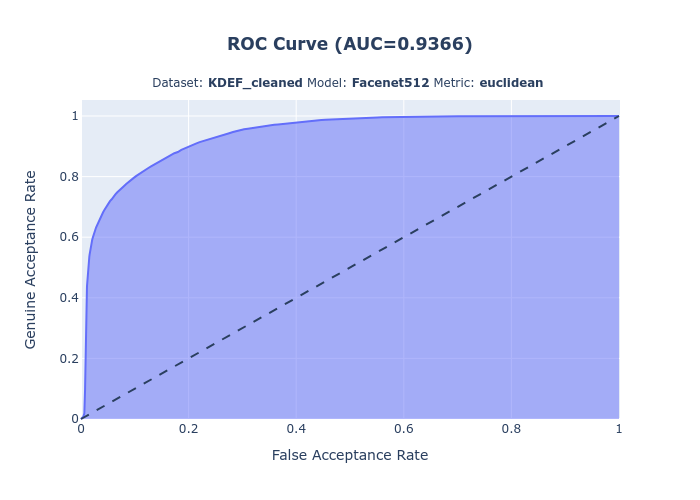 ROC Curve (AUC=0.9366)
Dataset: KDEF_cleaned Model: Facenet512 Metric: euclidean
Genuine Acceptance Rate
1
0.8
0.6
0.4
0.2
0
0 0.2 0.4 0.6 0.8 1
False Acceptance Rate